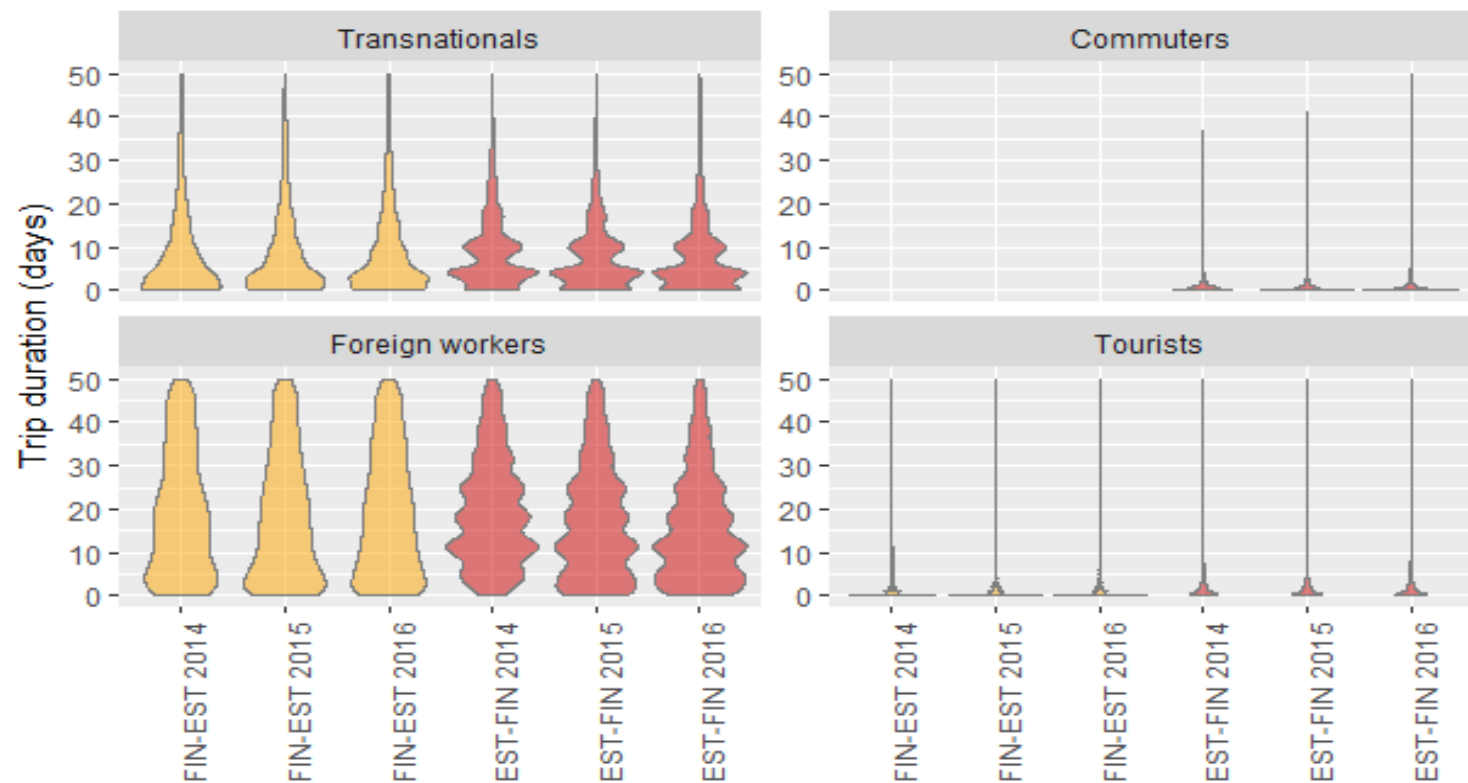 Transnationals
Commuters
50
40
30
20
10
0
50
40
30
20
10
0
Trip duration (days)
Foreign workers
Tourists
50
40
30
20
10
0
50
40
30
20
10
0
FIN-EST 2014
FIN-EST 2015
FIN-EST 2016
EST-FIN 2014
EST-FIN 2015
EST-FIN 2016
FIN-EST 2014
FIN-EST 2015
FIN-EST 2016
EST-FIN 2014
EST-FIN 2015
EST-FIN 2016